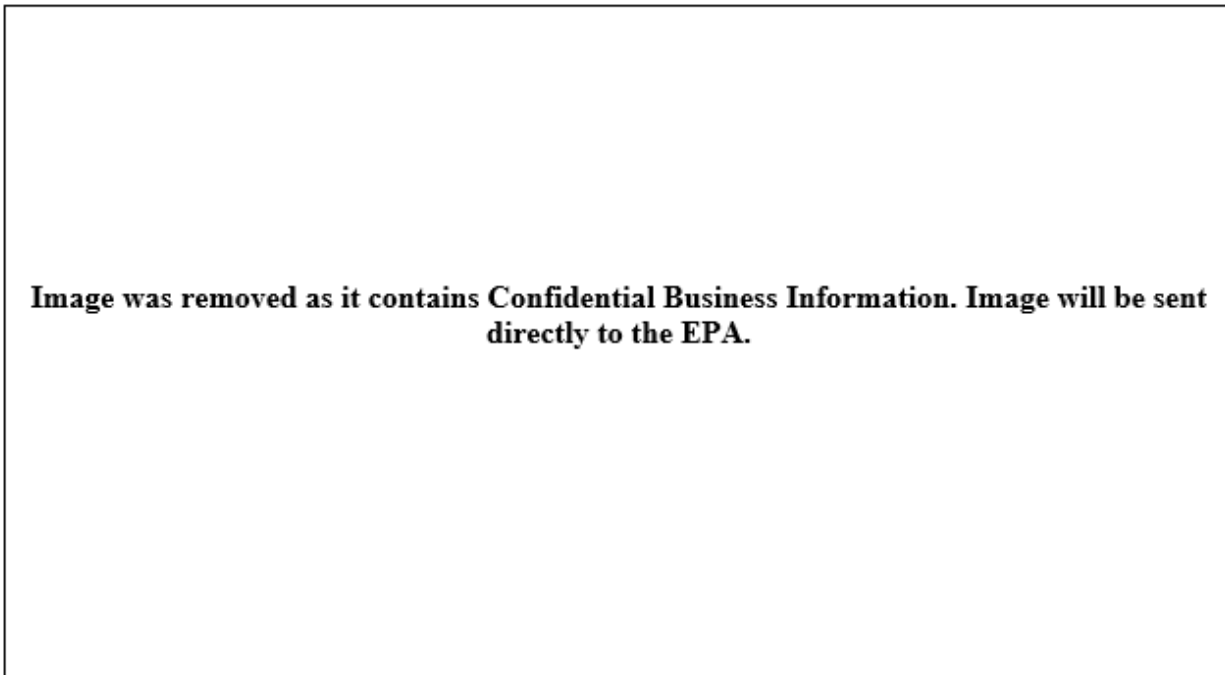 Image was removed as it contains Confidential Business Information. Image will be sent
directly to the EPA.